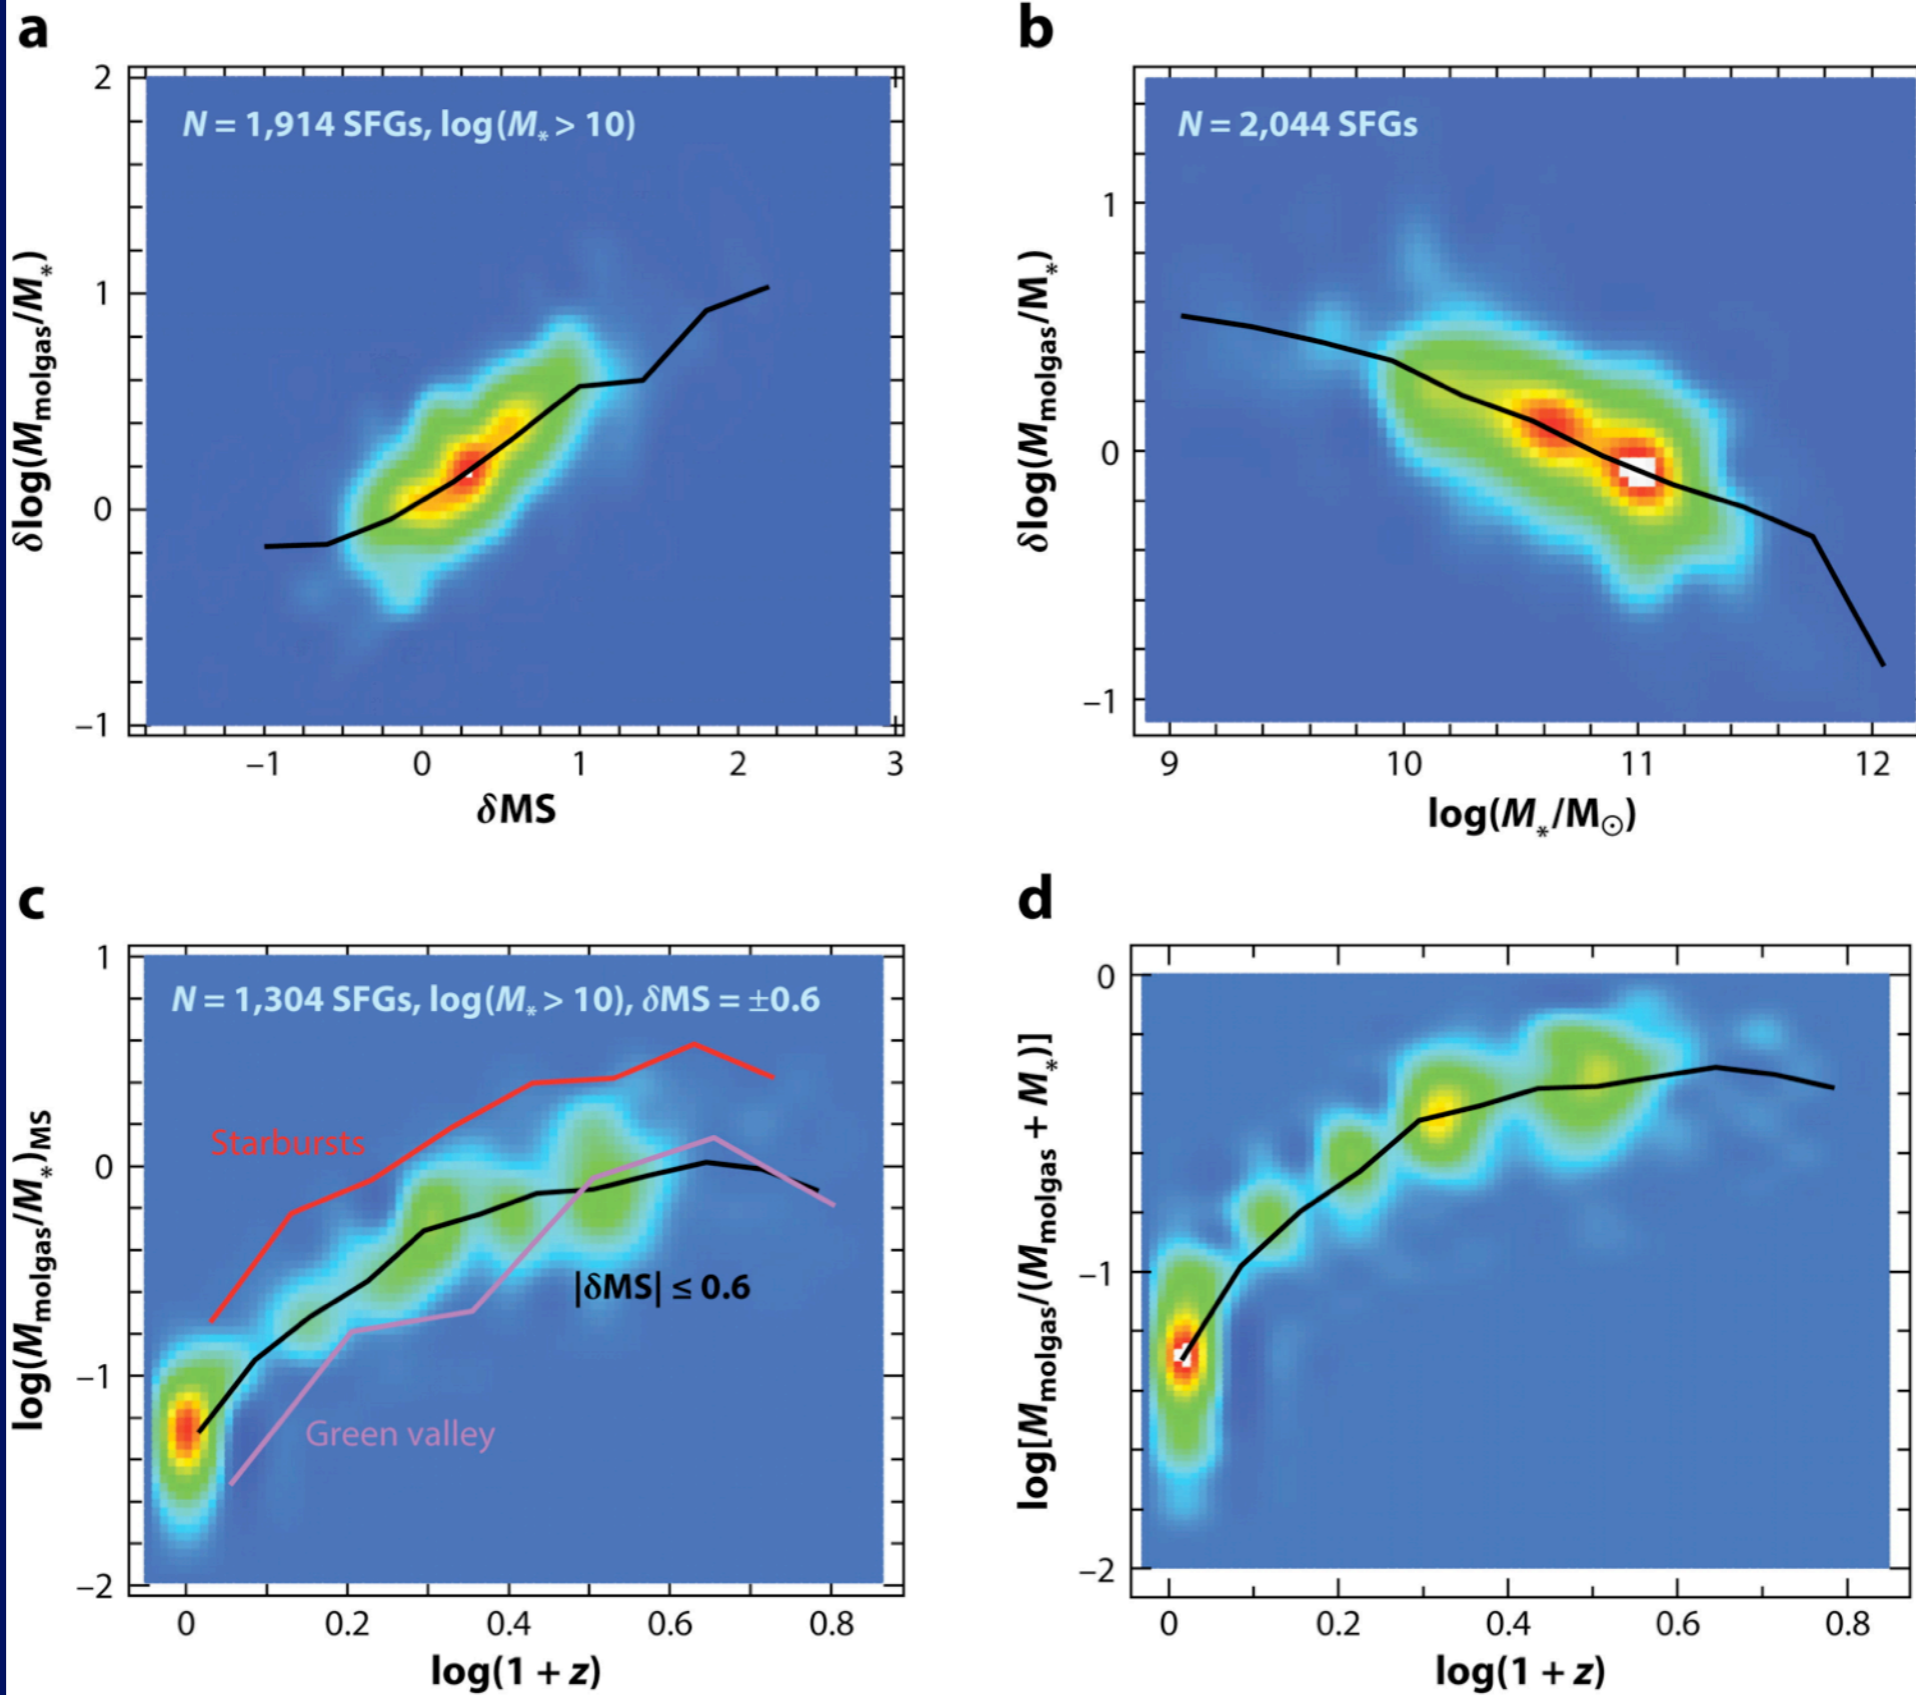 a
2
1
0
−1
N = 1,914 SFGs, log(M* > 10)
δlog(Mmolgas/M*)
−1 0 1 2 3
δMS
b
1
0
−1
N = 2,044 SFGs
δlog(Mmolgas/M*)
9 10 11 12
log(M*/M⊙)
c
1
0
−1
−2
N = 1,304 SFGs, log(M* > 10), δMS = ±0.6
Starbursts
|δMS| ≤ 0.6
Green valley
log(Mmolgas/M*)MS
0 0.2 0.4 0.6 0.8
log(1 + z)
d
0
−1
−2
log[Mmolgas/(Mmolgas + M*)]
0 0.2 0.4 0.6 0.8
log(1 + z)